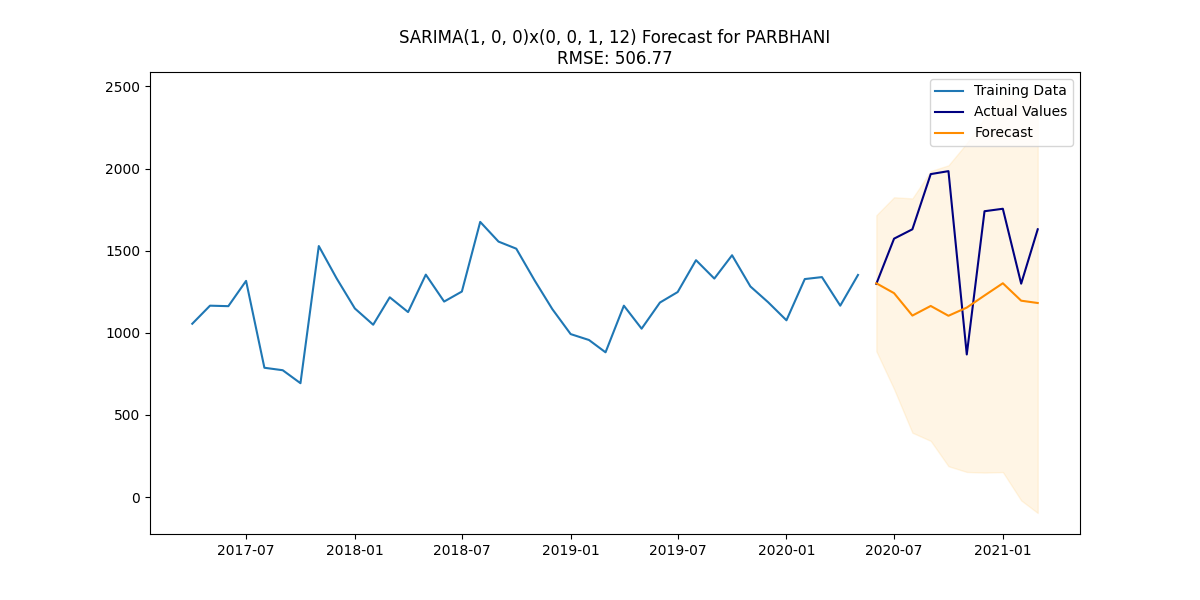 SARIMA(1, 0, 0)x(0, 0, 1, 12) Forecast for PARBHANI
RMSE: 506.77
Training Data
Actual Values
Forecast
2500
2000
1500
1000
500
0
2017-07
2018-01
2018-07
2019-01
2019-07
2020-01
2020-07
2021-01